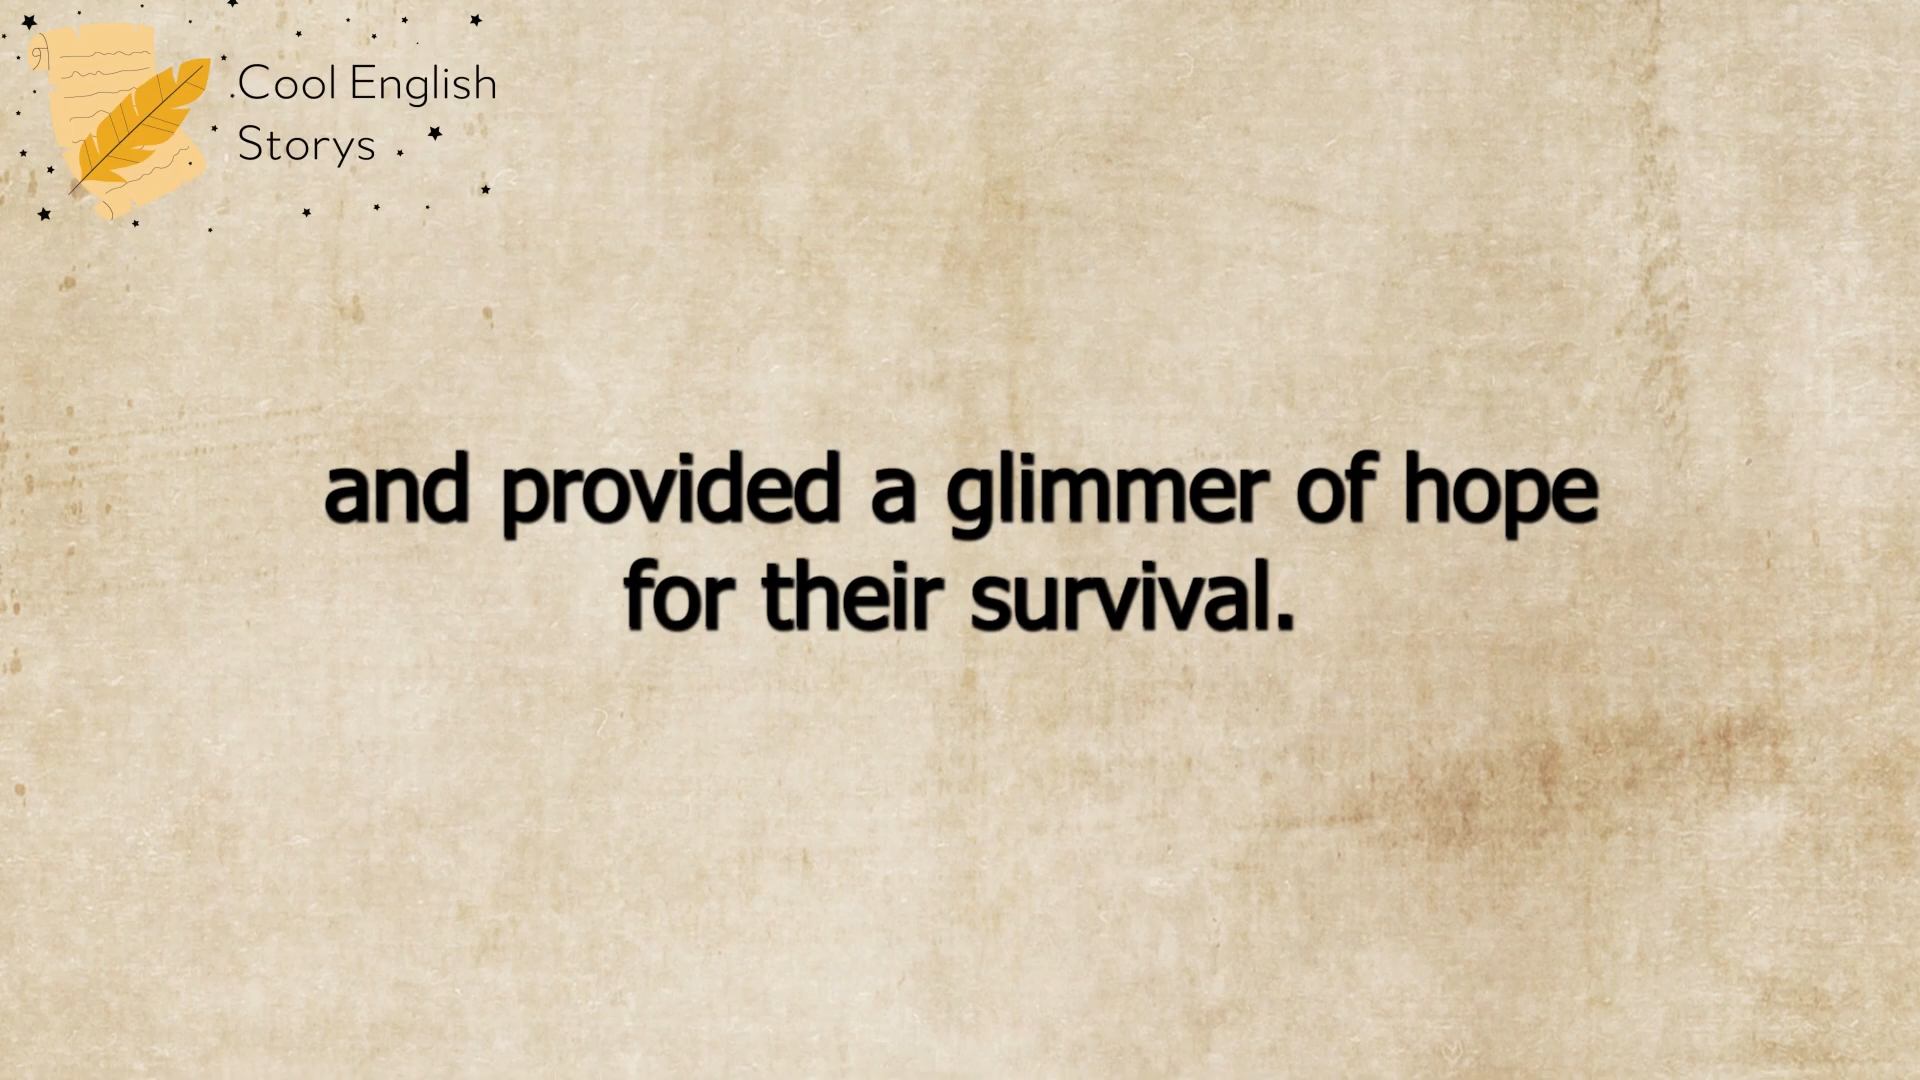 Cool English
Storys
and provided a glimmer of hope
for their survival.